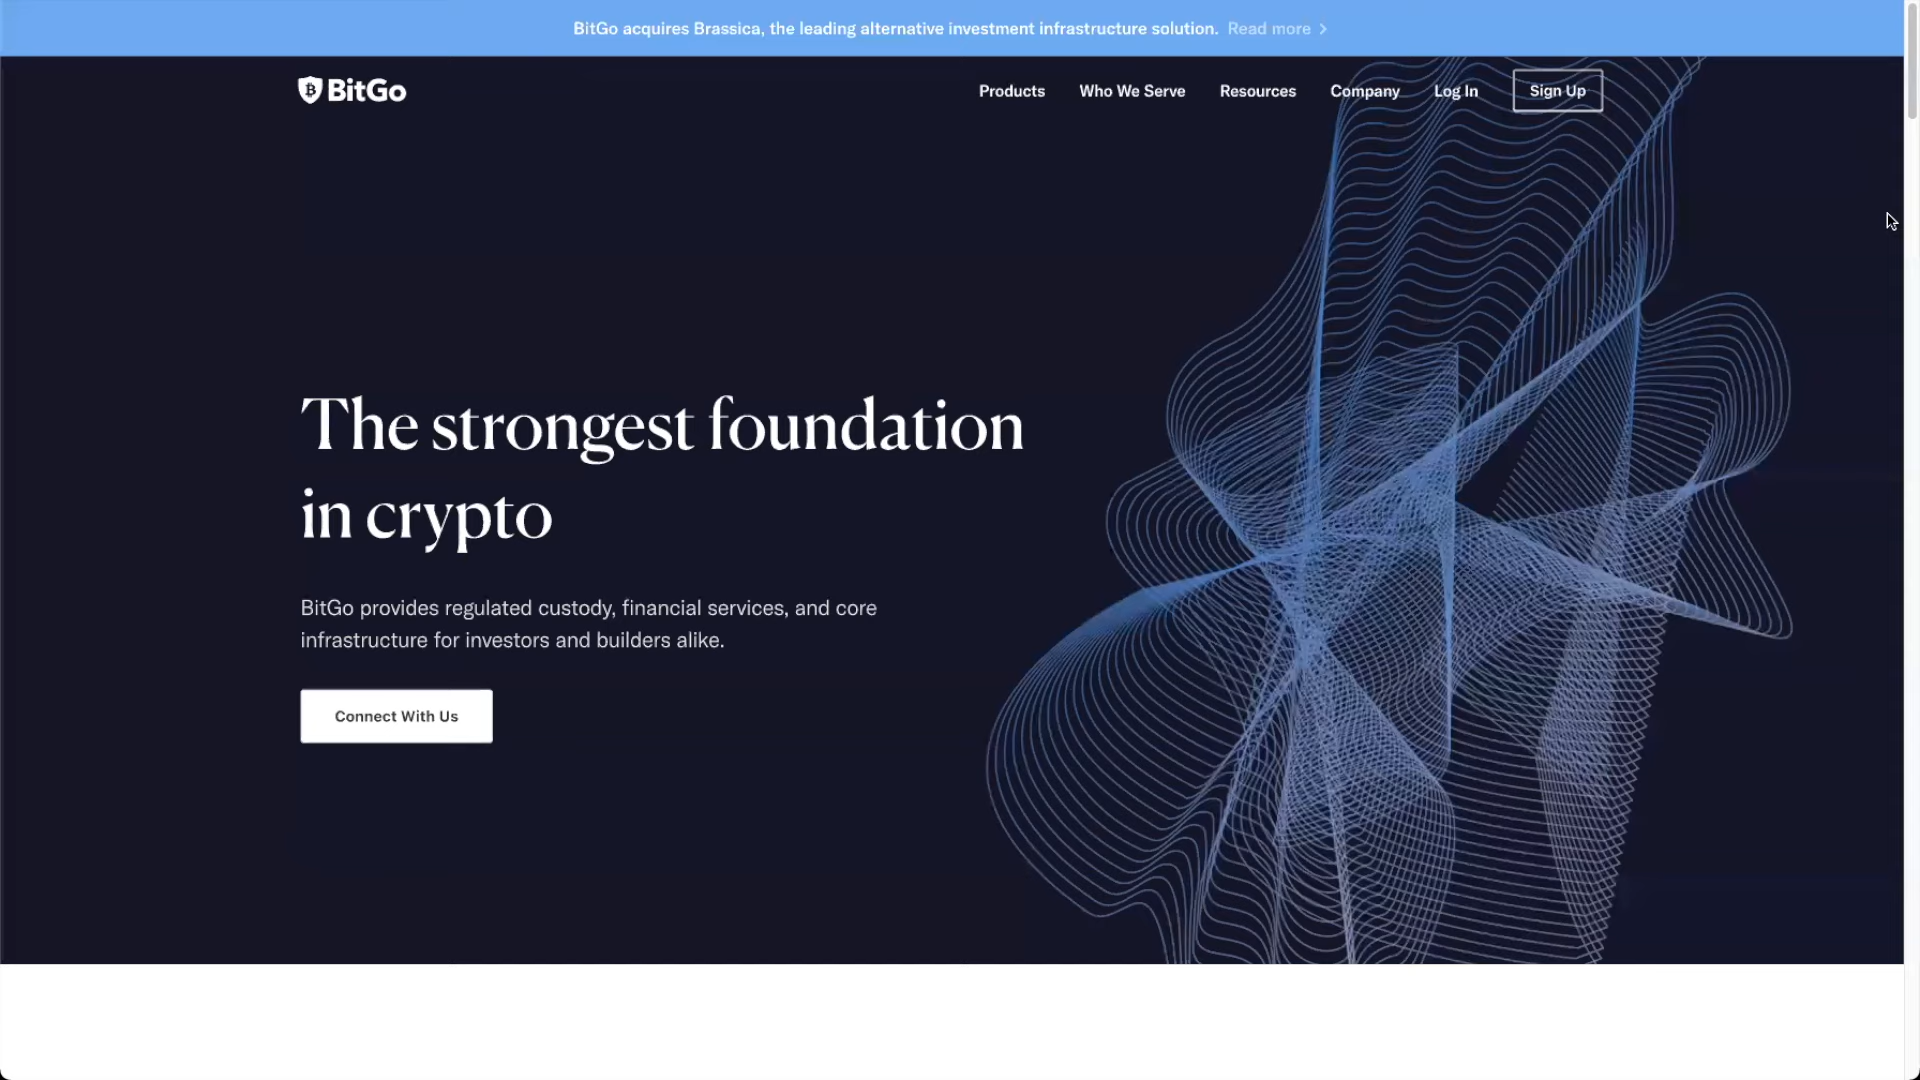 BitGo acquires Brassica, the leading alternative investment infrastructure solution. Read more
BitGo Products Who We Serve Resources Company Log In Sign Up
The strongest foundation
in crypto
BitGo provides regulated custody, financial services, and core
infrastructure for investors and builders alike.
Connect With Us